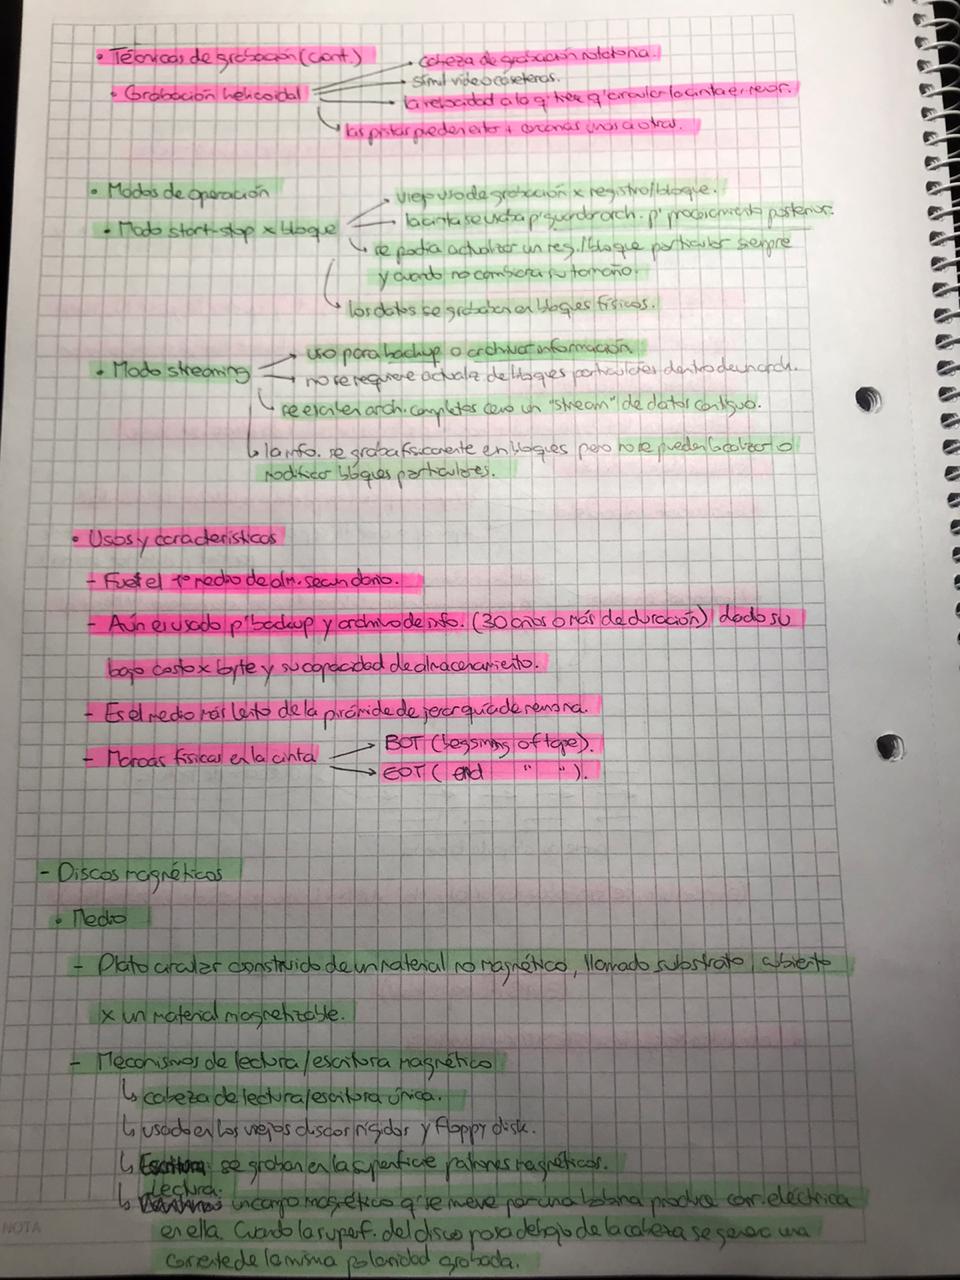 • Técnicas de grabación (cont.)
• Grabación helicoidal
→ cabeza de grabación rotatoria.
→ símil videocaseteras.
→ la velocidad a la q' tiene q' circular la cinta es menor.
→ las pistas pueden estar + cercanas unas a otras.
• Modos de operación
• Modo start-stop x bloque
→ viejo uso de grabación x registro/bloque.
→ la cinta se usaba p' guardar arch. p' procesamiento posterior.
↳ se podía actualizar un reg./bloque particular siempre
y cuando no cambiara su tamaño.
↳ los datos se grababan en bloques físicos.
• Modo streaming
→ uso para backup o archivar información.
→ no se requiere actualiz de bloques particulares dentro de un arch.
↳ se escriben arch. completos como un "stream" de datos contiguo.
↳ la info. se graba físicamente en bloques pero no se pueden localizar o
modificar bloques particulares.
• Usos y características
- Fue el 1º medio de alm. secundario.
- Aún es usado p' backup y archivo de info. (30 años o más de duración) dado su
bajo costo x byte y su capacidad de almacenamiento.
- Es el medio más lento de la pirámide de jerarquía de memoria.
- Marcas físicas en la cinta
→ BOT (beginning of tape).
→ EOT ( end " " ).
- Discos magnéticos
• Medio
- Plato circular construido de un material no magnético, llamado substrato, cubierto
x un material magnetizable.
- Mecanismos de lectura/escritura magnético
↳ cabeza de lectura/escritura única.
↳ usado en los viejos discos rígidos y floppy disk.
↳ Escritura: se graban en la superficie patrones magnéticos.
Lectura:
↳ un campo magnético q' se mueve por una bobina produce corr. eléctrica
en ella. Cuando la superf. del disco pasa debajo de la cabeza se genera una
corriente de la misma polaridad grabada.
NOTA